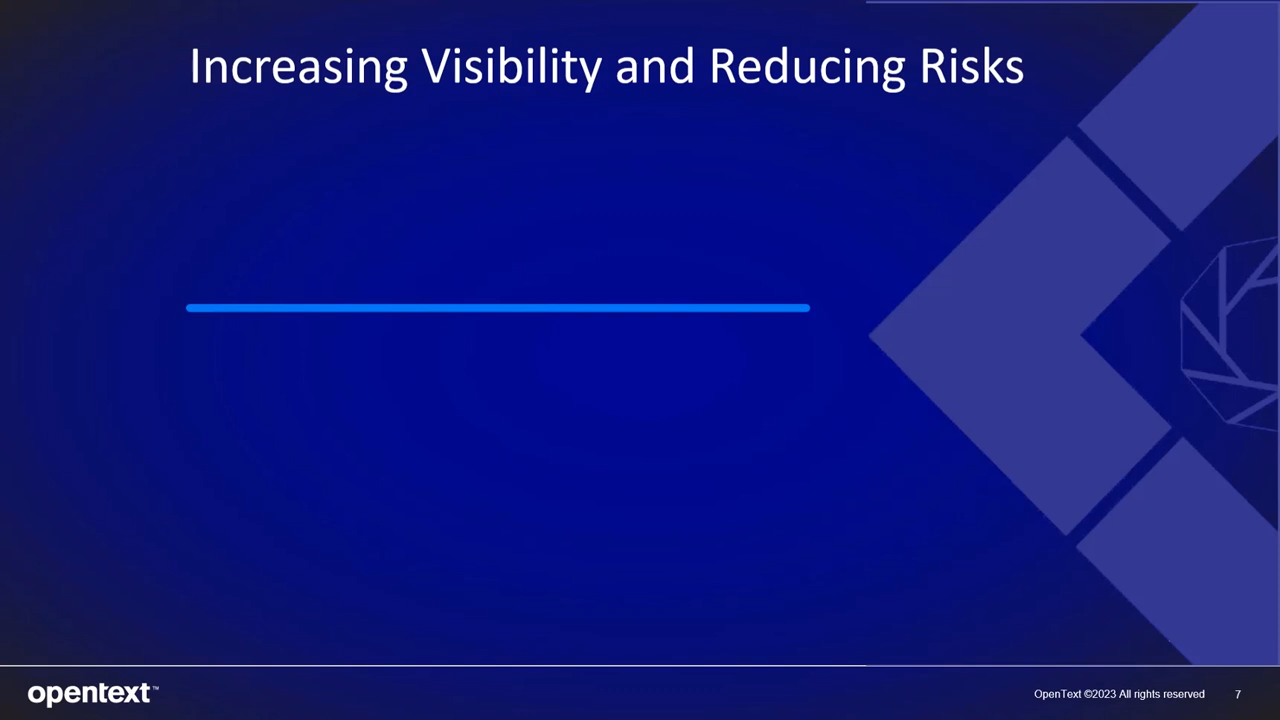 Increasing Visibility and Reducing Risks
opentext™
OpenText ©2023 All rights reserved
7